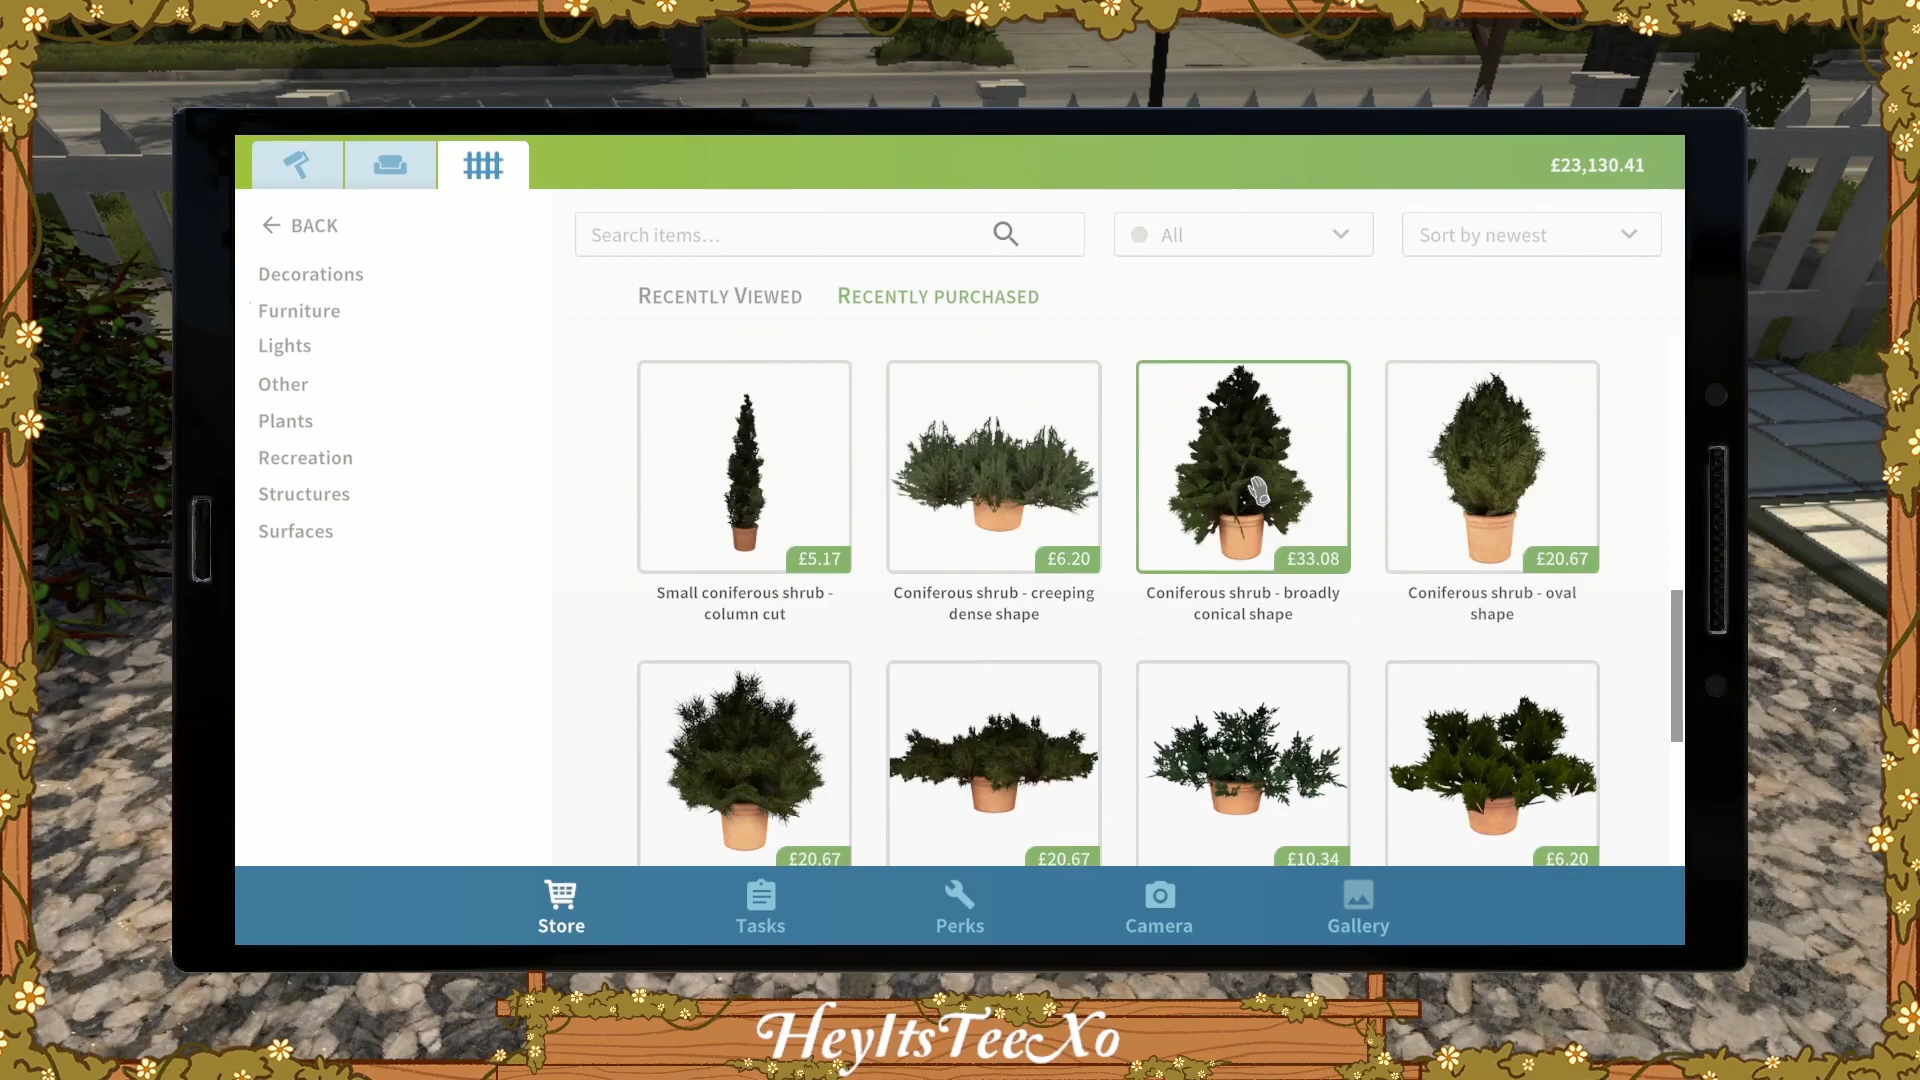 £23,130.41
BACK
Decorations
Furniture
Lights
Other
Plants
Recreation
Structures
Surfaces
Search items...
All
Sort by newest
RECENTLY VIEWED
RECENTLY PURCHASED
£5.17
£6.20
£33.08
£20.67
Small coniferous shrub -
column cut
Coniferous shrub - creeping
dense shape
Coniferous shrub - broadly
conical shape
Coniferous shrub - oval
shape
£20.67
£20.67
£10.34
£6.20
Store
Tasks
Perks
Camera
Gallery
HeyItsTeeXo